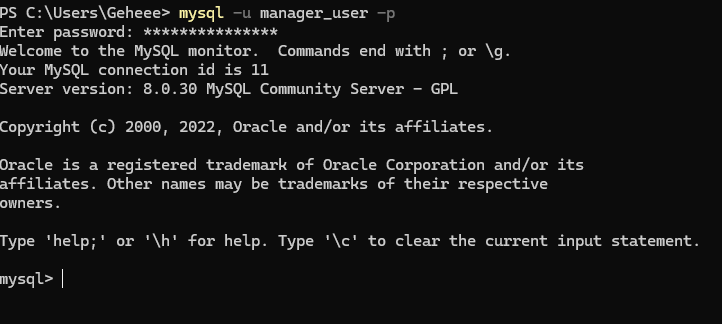 PS C:\Users\Geheee> mysql -u manager_user -p
Enter password: ***************
Welcome to the MySQL monitor.  Commands end with ; or \g.
Your MySQL connection id is 11
Server version: 8.0.30 MySQL Community Server - GPL
Copyright (c) 2000, 2022, Oracle and/or its affiliates.
Oracle is a registered trademark of Oracle Corporation and/or its
affiliates. Other names may be trademarks of their respective
owners.
Type 'help;' or '\h' for help. Type '\c' to clear the current input statement.
mysql>